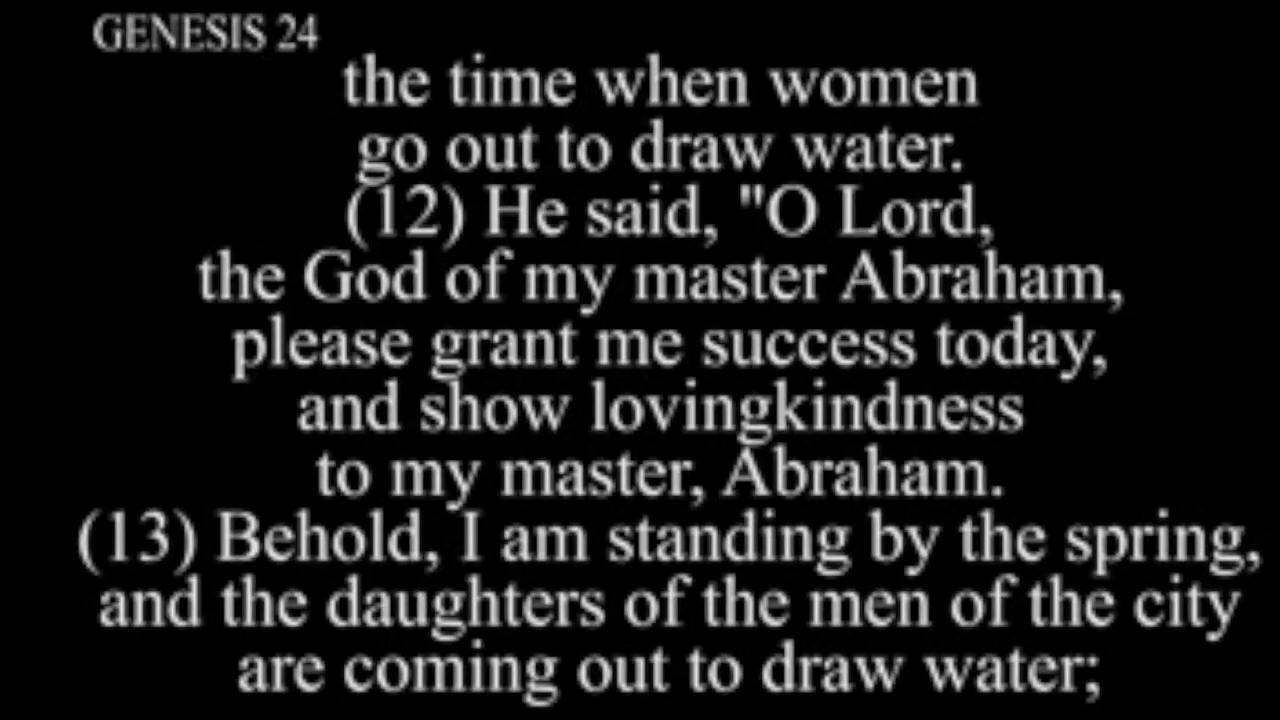 GENESIS 24
the time when women
go out to draw water.
(12) He said, "O Lord,
the God of my master Abraham,
please grant me success today,
and show lovingkindness
to my master, Abraham.
(13) Behold, I am standing by the spring,
and the daughters of the men of the city
are coming out to draw water;